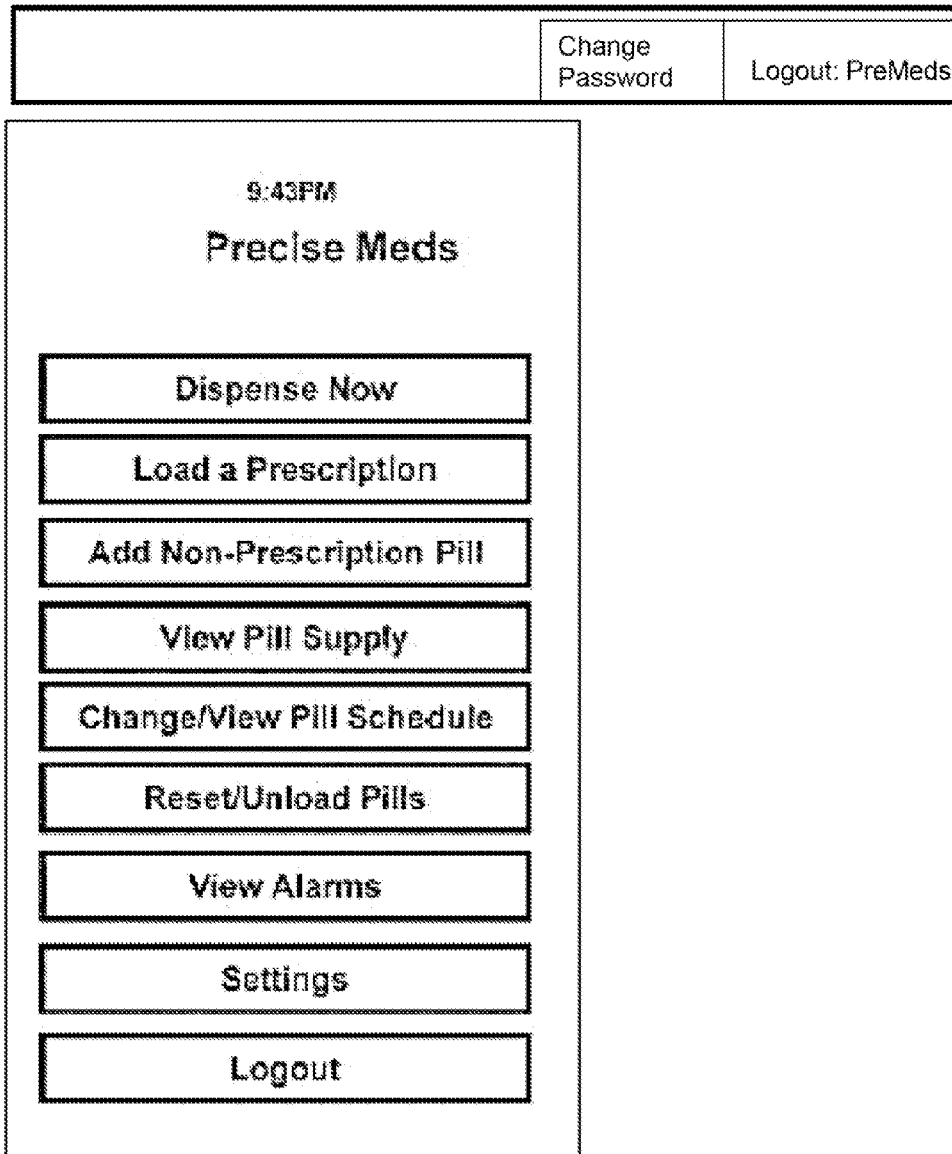 Change
Password
Logout: PreMeds
9:43PM
Precise Meds
Dispense Now
Load a Prescription
Add Non-Prescription Pill
View Pill Supply
Change/View Pill Schedule
Reset/Unload Pills
View Alarms
Settings
Logout